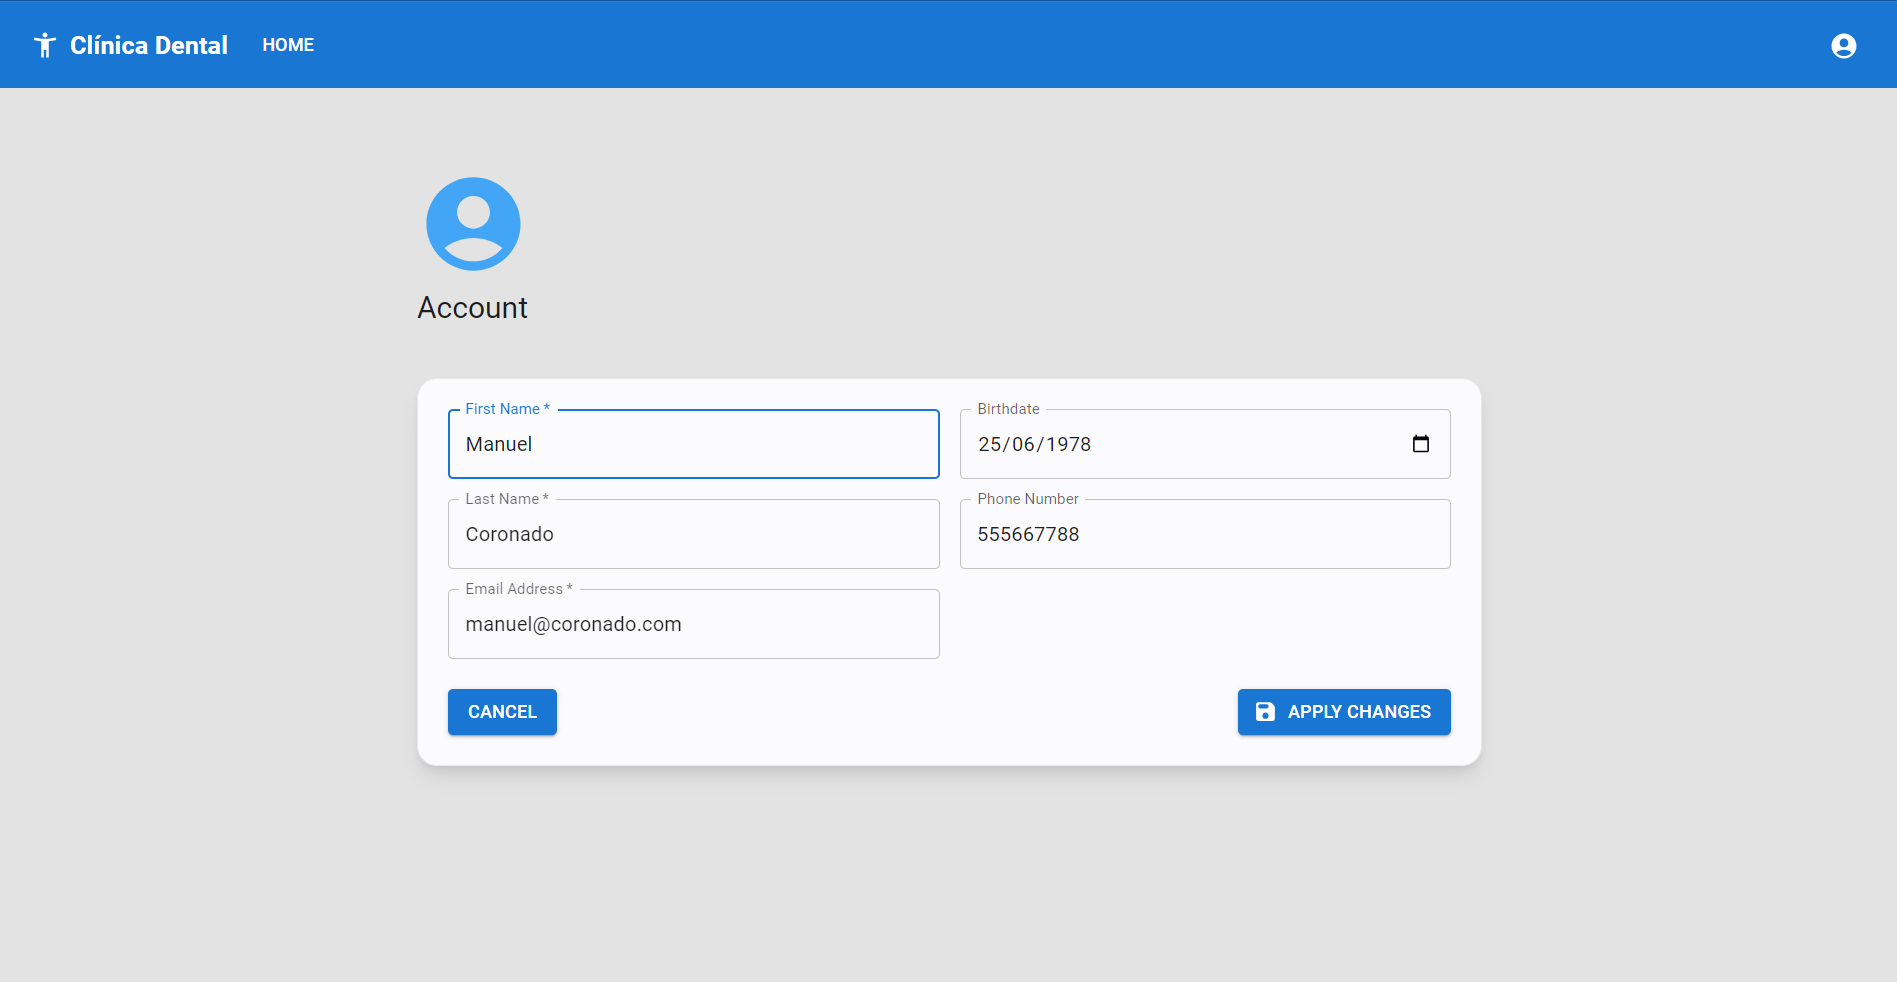 Clínica Dental HOME
Account
First Name *
Manuel
Birthdate
25/06/1978
Last Name *
Coronado
Phone Number
555667788
Email Address *
manuel@coronado.com
CANCEL
APPLY CHANGES